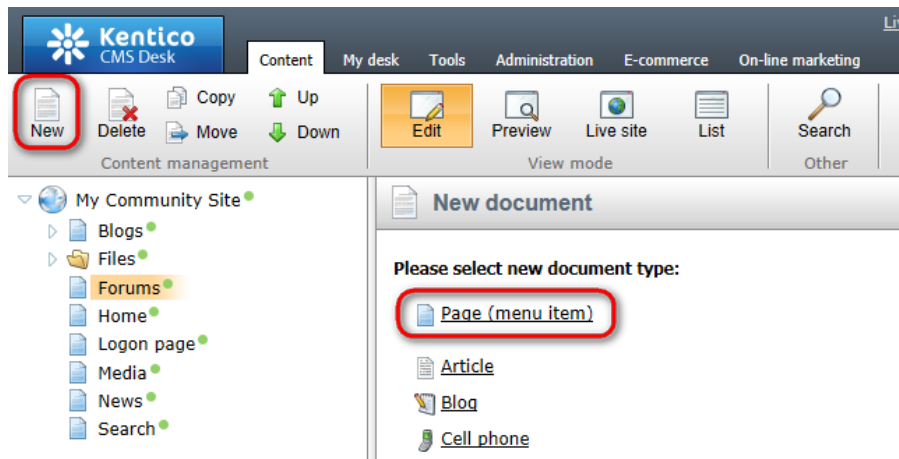 Kentico
CMS Desk
Content My desk Tools Administration E-commerce On-line marketing
New Delete Copy Move Up Down
Content management
Edit Preview Live site List
View mode
Search
Other
My Community Site
Blogs
Files
Forums
Home
Logon page
Media
News
Search
New document
Please select new document type:
Page (menu item)
Article
Blog
Cell phone